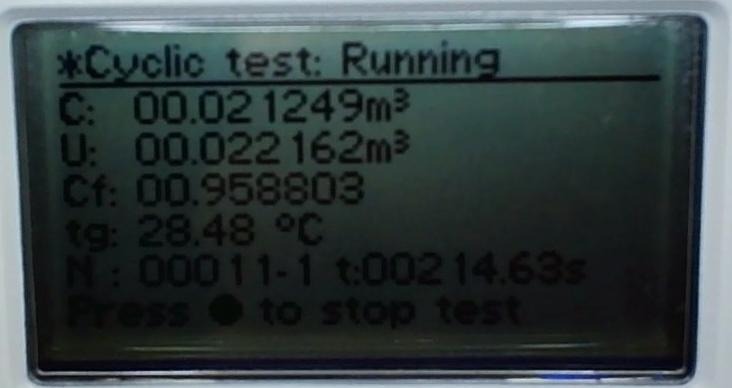 *Cyclic test: Running
C: 00.021249m³
U: 00.022162m³
Cf: 00.958803
tg: 28.48 °C
N : 00011-1 t:00214.63s
Press ● to stop test